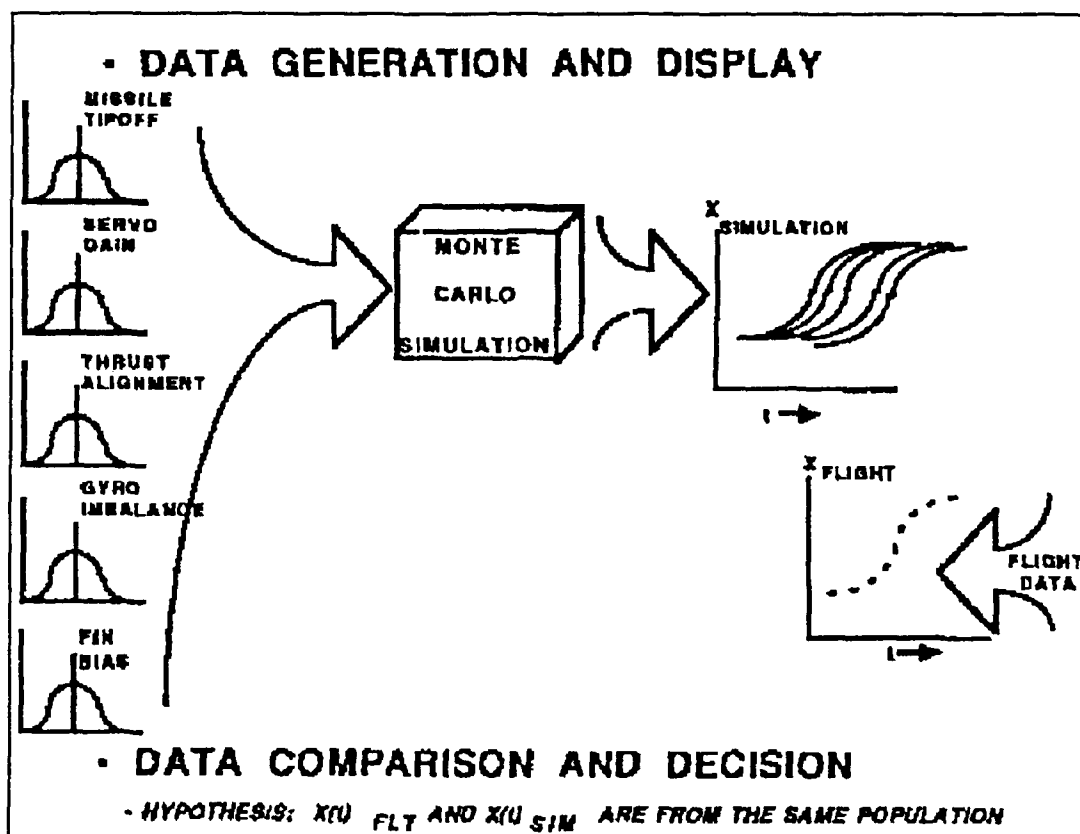 - DATA GENERATION AND DISPLAY
MISSILE
TIPOFF
SERVO
GAIN
THRUST
ALIGNMENT
GYRO
IMBALANCE
FIN
BIAS
MONTE
CARLO
SIMULATION
X SIMULATION
t
X FLIGHT
FLIGHT
DATA
t
- DATA COMPARISON AND DECISION
- HYPOTHESIS: X(t) FLT AND X(t) SIM ARE FROM THE SAME POPULATION